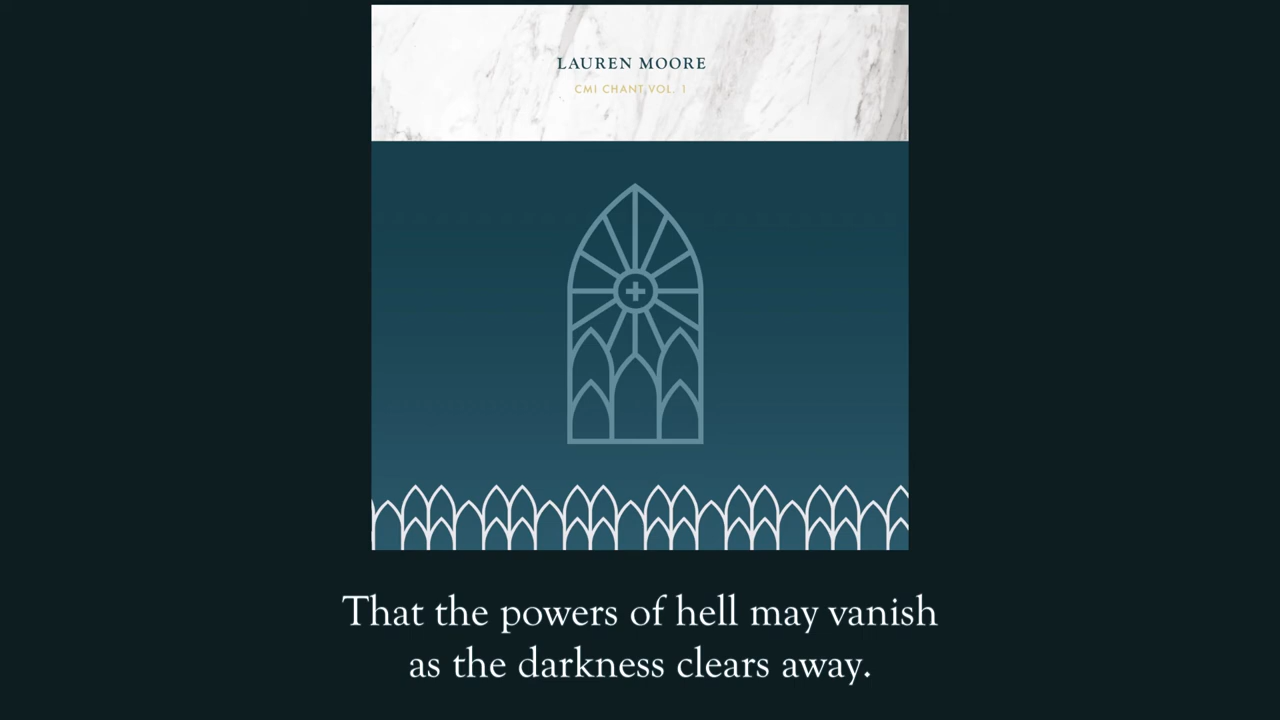 LAUREN MOORE
CMI CHANT VOL. 1
That the powers of hell may vanish
as the darkness clears away.